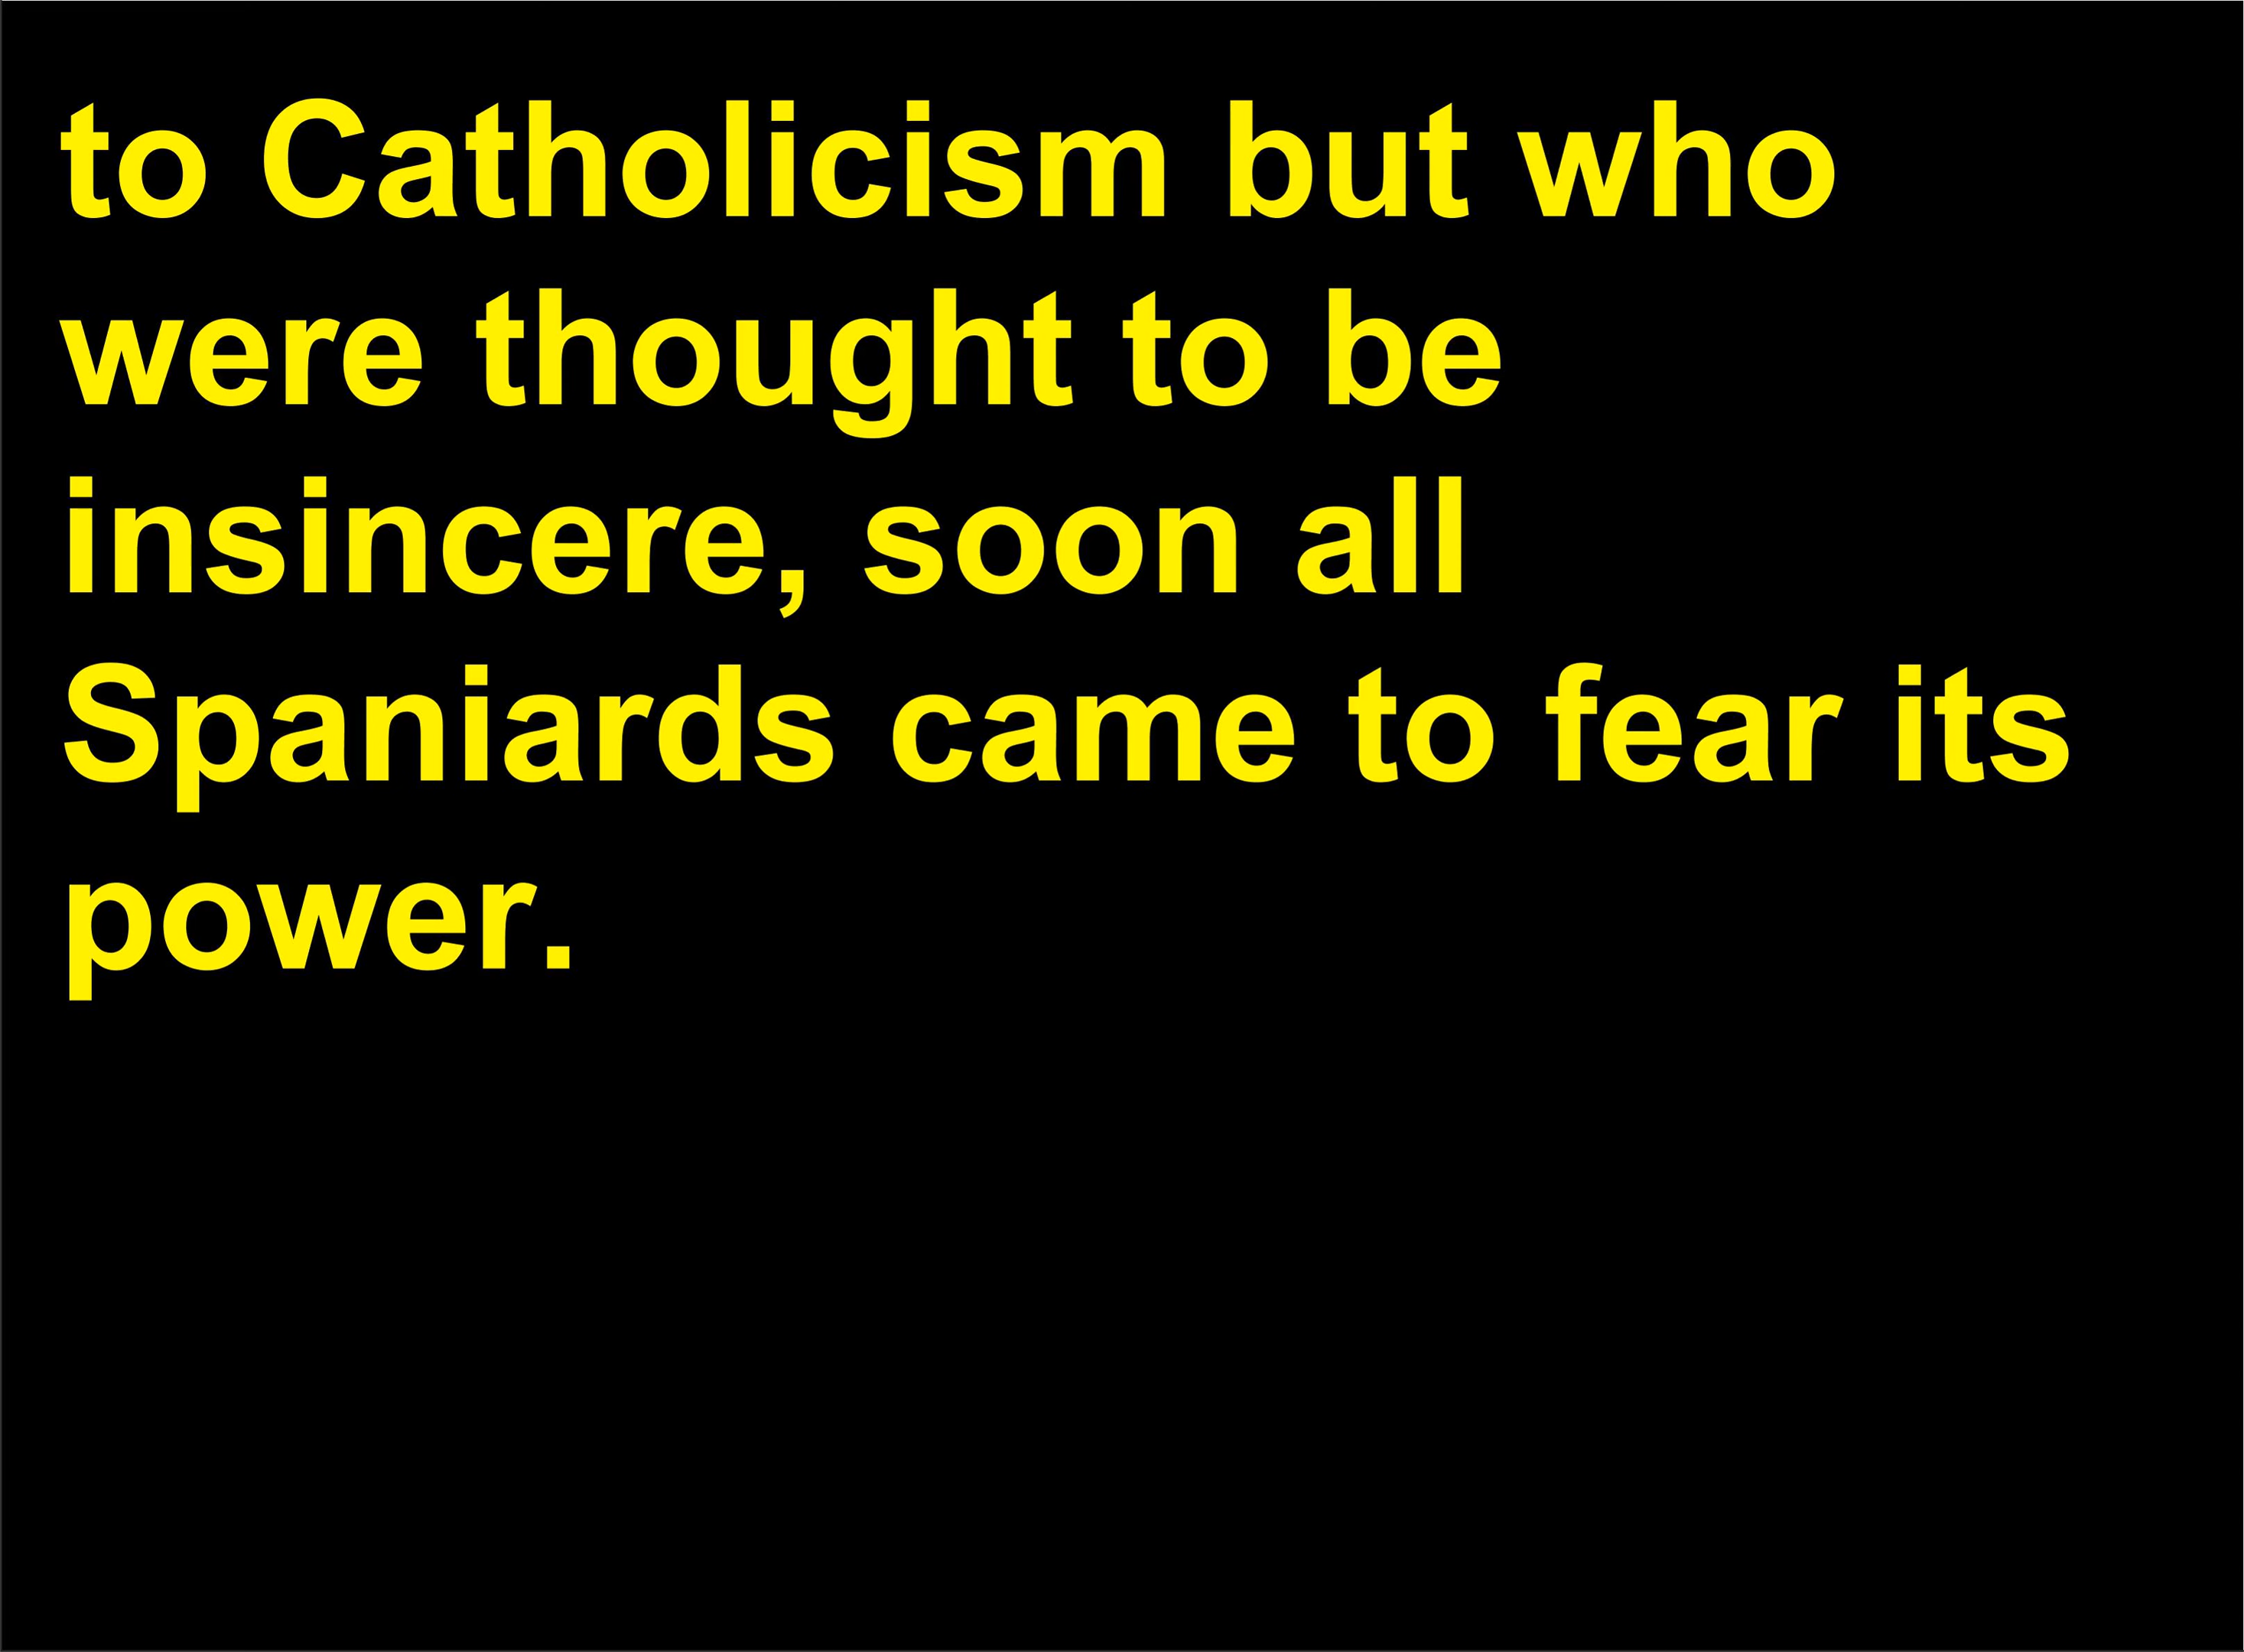 to Catholicism but who
were thought to be
insincere, soon all
Spaniards came to fear its
power.